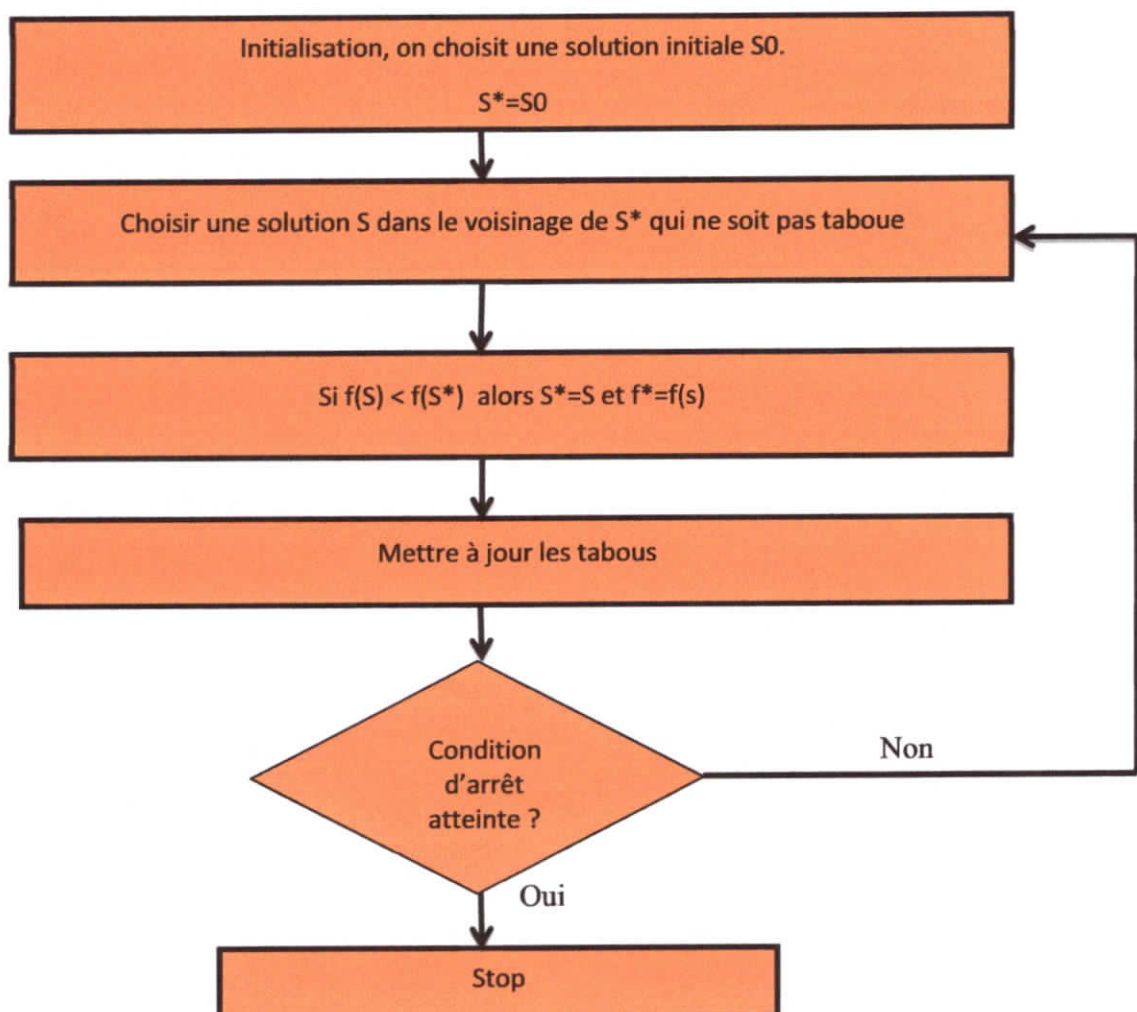 Initialisation, on choisit une solution initiale S0.
S*=S0
Choisir une solution S dans le voisinage de S* qui ne soit pas taboue
Si f(S) < f(S*) alors S*=S et f*=f(s)
Mettre à jour les tabous
Condition
d'arrêt
atteinte ?
Non
Oui
Stop